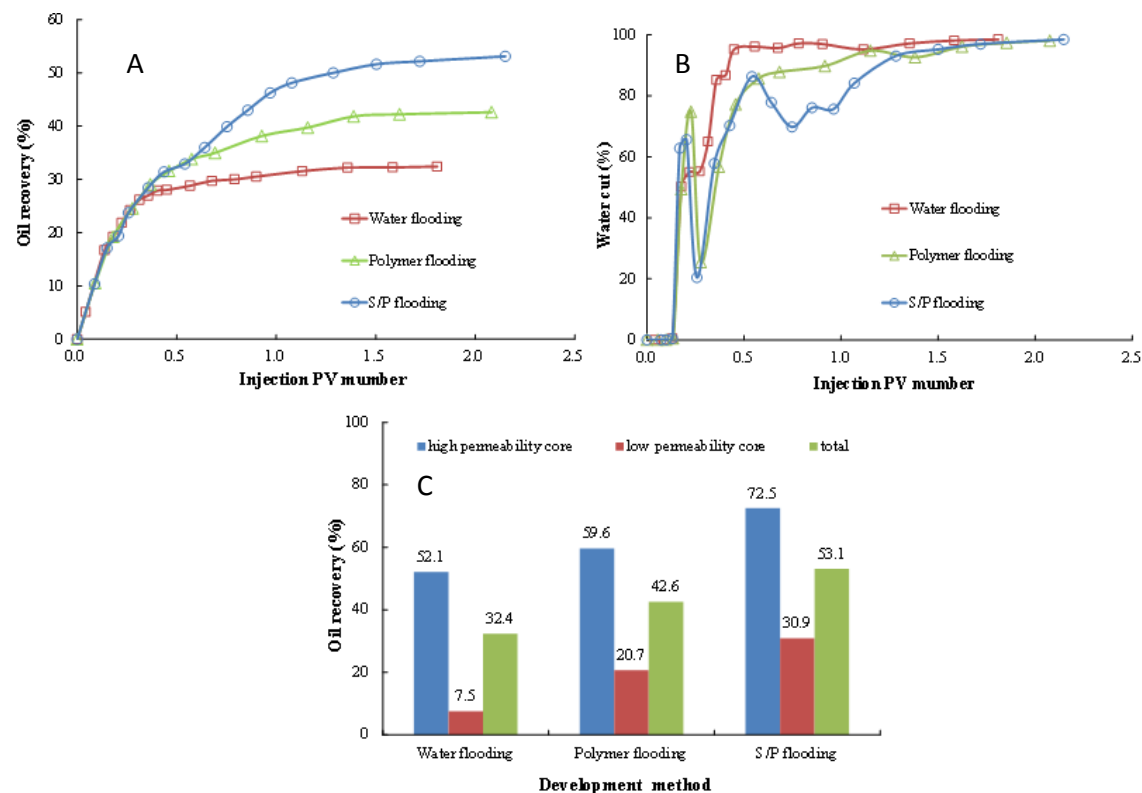 A
Oil recovery (%)
60
50
40
30
20
10
0
0.0 0.5 1.0 1.5 2.0 2.5
Injection PV mumber
Water flooding
Polymer flooding
S/P flooding
B
Water cut (%)
100
80
60
40
20
0
0.0 0.5 1.0 1.5 2.0 2.5
Injection PV mumber
Water flooding
Polymer flooding
S/P flooding
C
high permeability core low permeability core total
Oil recovery (%)
100
80
60
40
20
0
52.1
7.5
32.4
59.6
20.7
42.6
72.5
30.9
53.1
Water flooding Polymer flooding S/P flooding
Development method